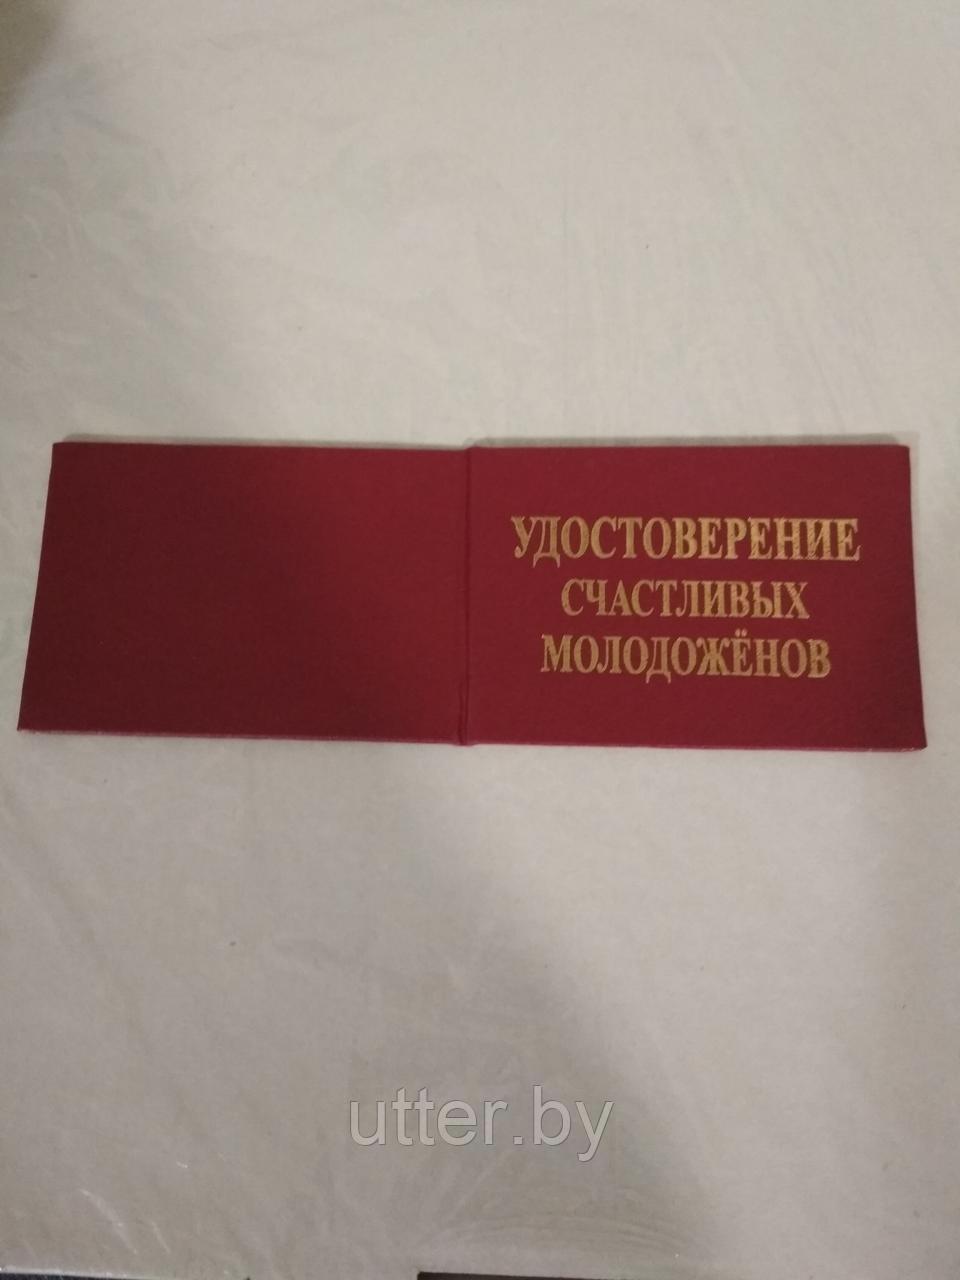 УДОСТОВЕРЕНИЕ
СЧАСТЛИВЫХ
МОЛОДОЖЁНОВ
utter.by